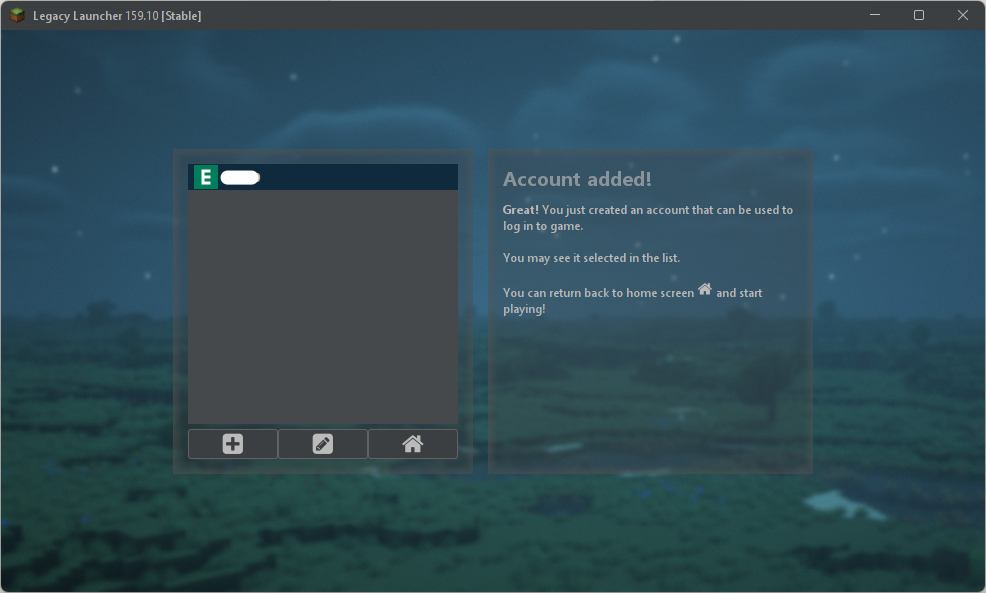 Legacy Launcher 159.10 [Stable]
E
Account added!
Great! You just created an account that can be used to
log in to game.
You may see it selected in the list.
You can return back to home screen and start
playing!